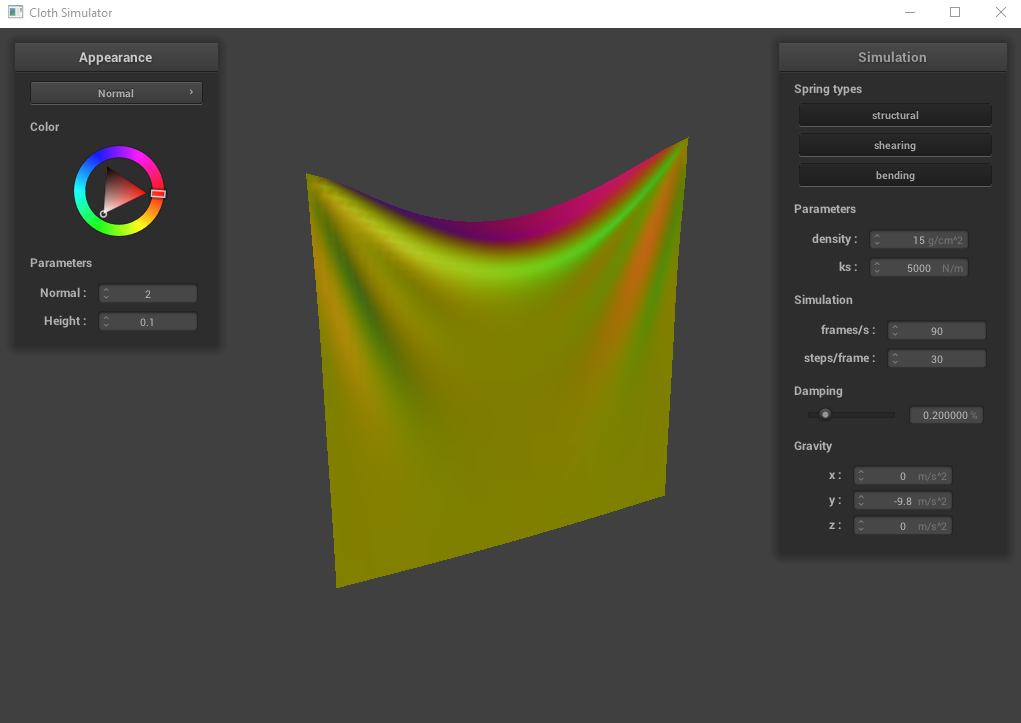 Cloth Simulator
Appearance
Normal
Color
Parameters
Normal : 2
Height : 0.1
Simulation
Spring types
structural
shearing
bending
Parameters
density : 15 g/cm^2
ks : 5000 N/m
Simulation
frames/s : 90
steps/frame : 30
Damping
0.200000 %
Gravity
x : 0 m/s^2
y : -9.8 m/s^2
z : 0 m/s^2